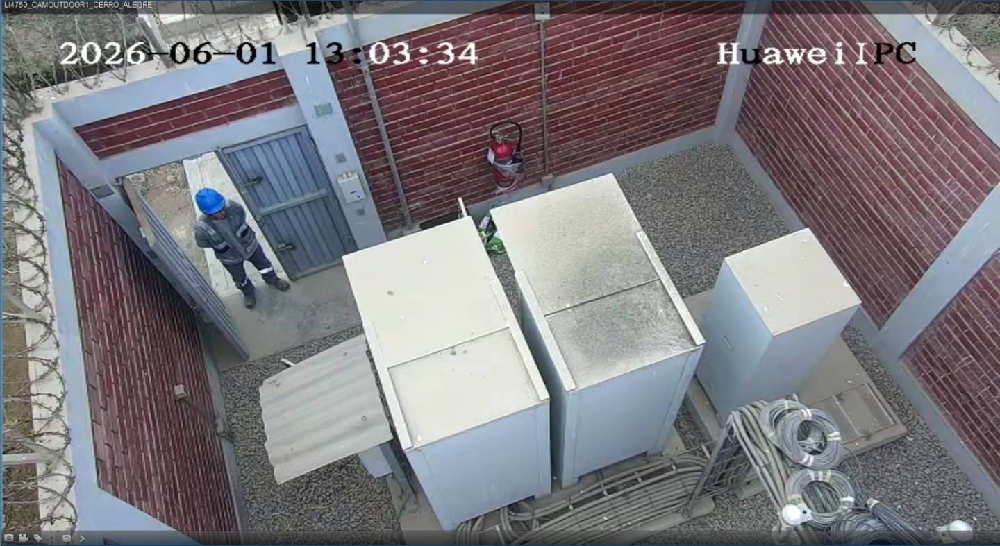 LI4750_CAMOUTDOOR1_CERRO_ALEGRE
2026-06-01 13:03:34
HuaweiIPC